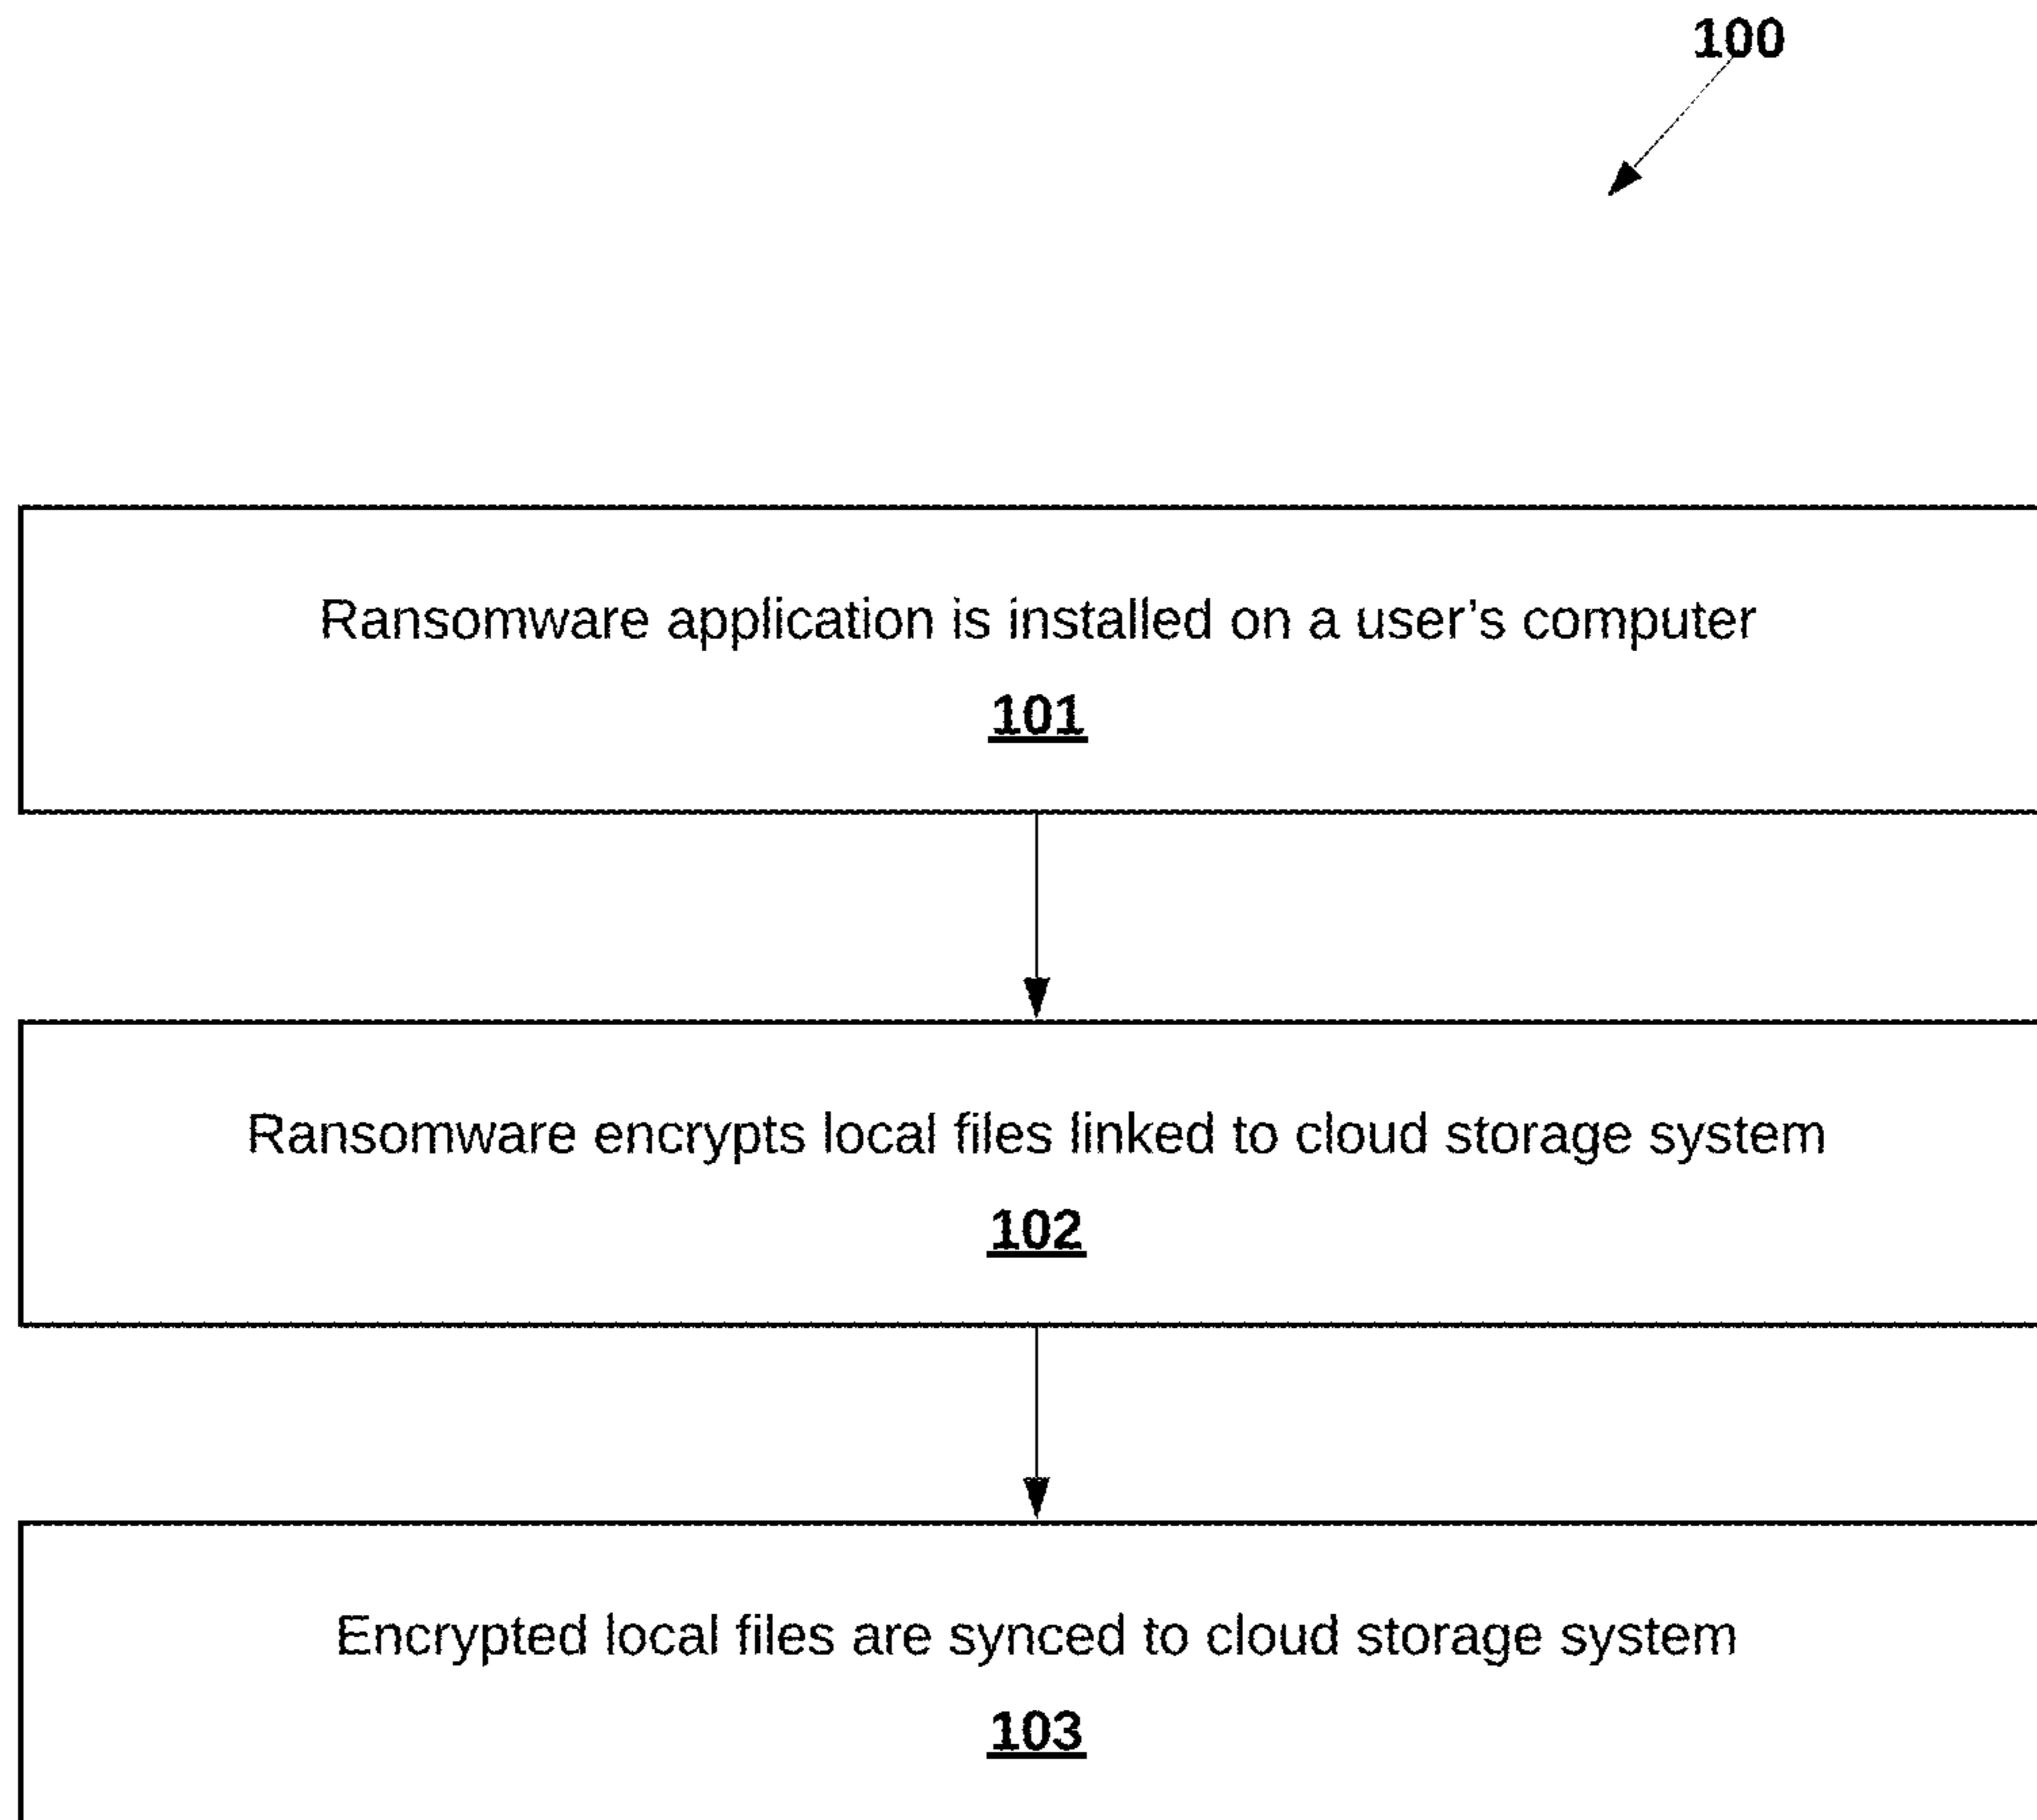 100
Ransomware application is installed on a user’s computer
101
Ransomware encrypts local files linked to cloud storage system
102
Encrypted local files are synced to cloud storage system
103